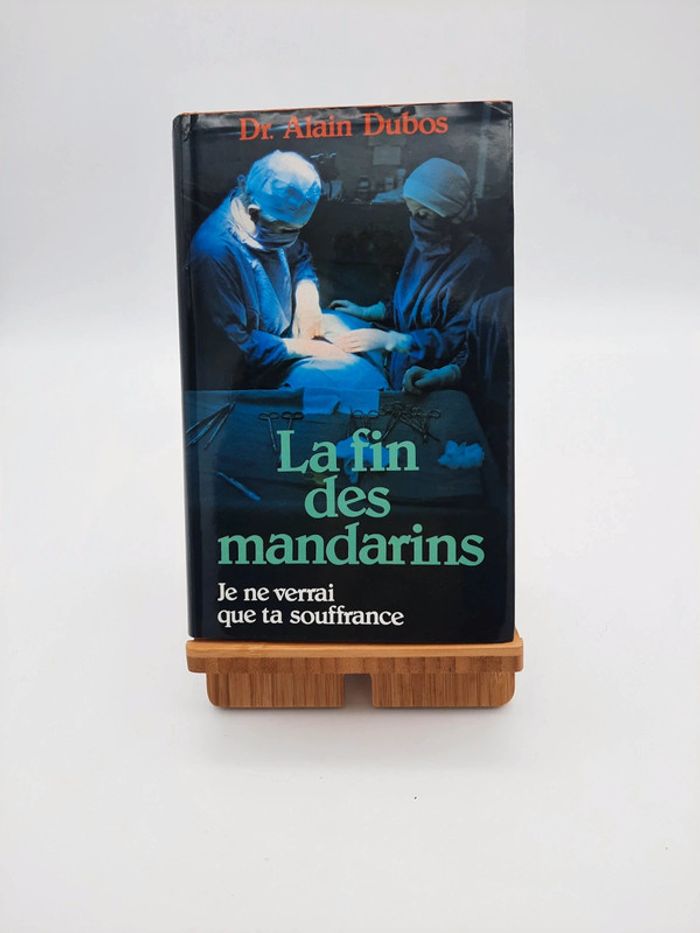 Dr. Alain Dubos
La fin
des
mandarins
Je ne verrai
que ta souffrance